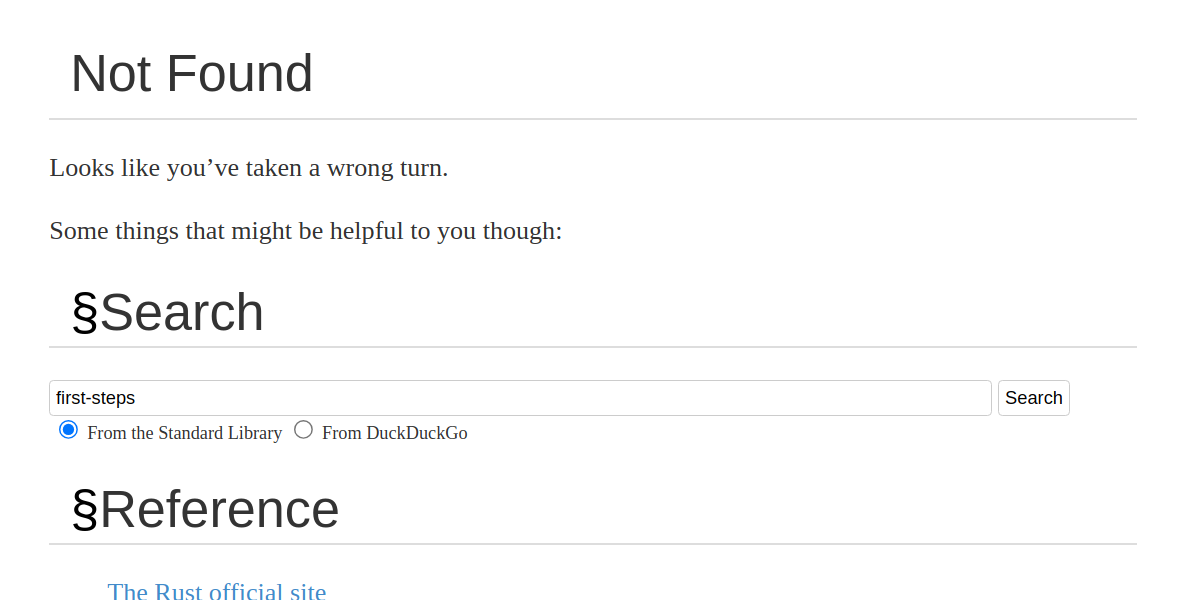 Not Found
Looks like you’ve taken a wrong turn.
Some things that might be helpful to you though:
§Search
first-steps Search
From the Standard Library From DuckDuckGo
§Reference
The Rust official site